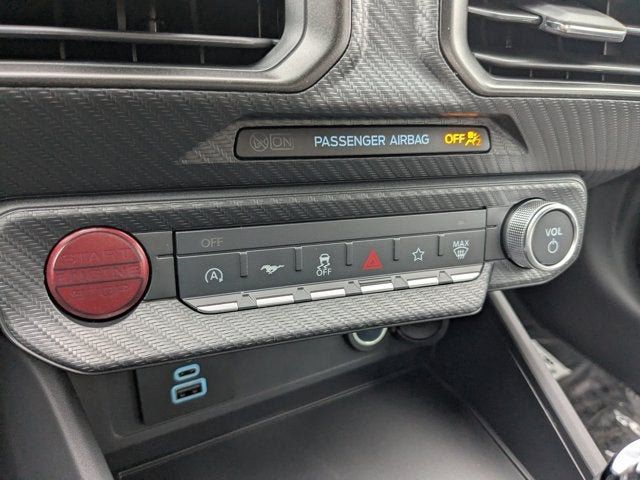 ON PASSENGER AIRBAG OFF
OFF
START
ENGINE
STOP
A
OFF
MAX
VOL